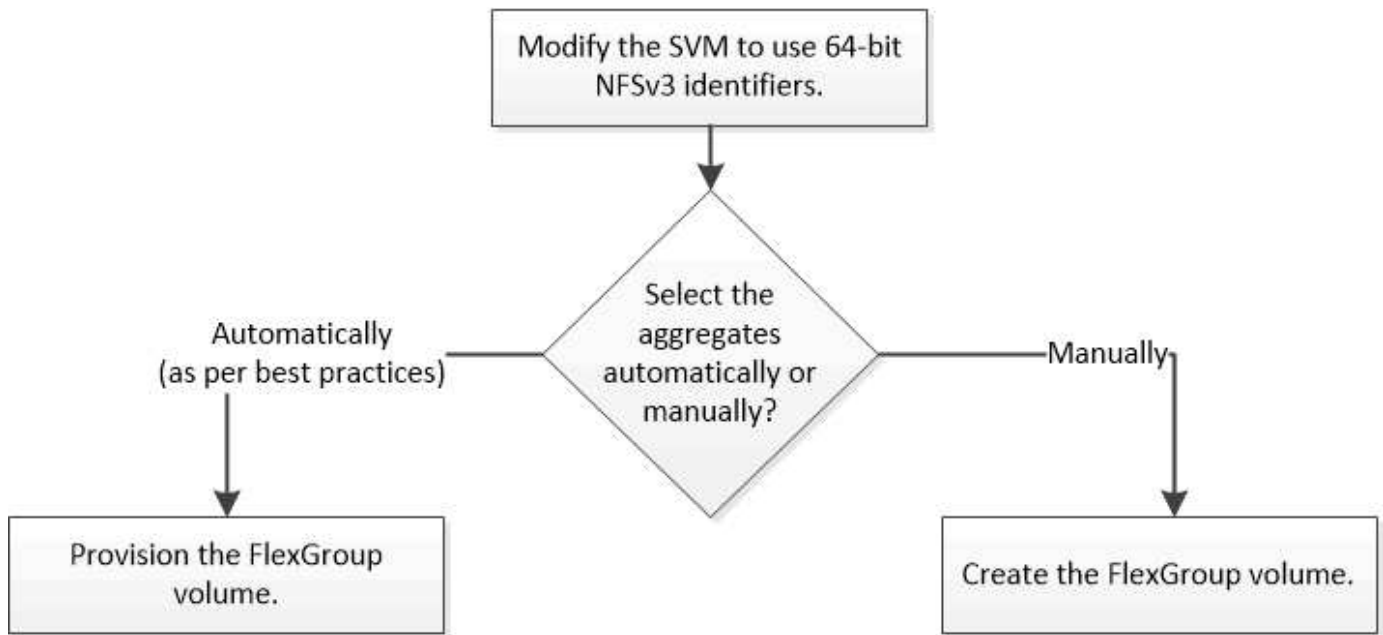 Modify the SVM to use 64-bit
NFSv3 identifiers.
Select the
aggregates
automatically or
manually?
Automatically
(as per best practices)
Manually
Provision the FlexGroup
volume.
Create the FlexGroup volume.